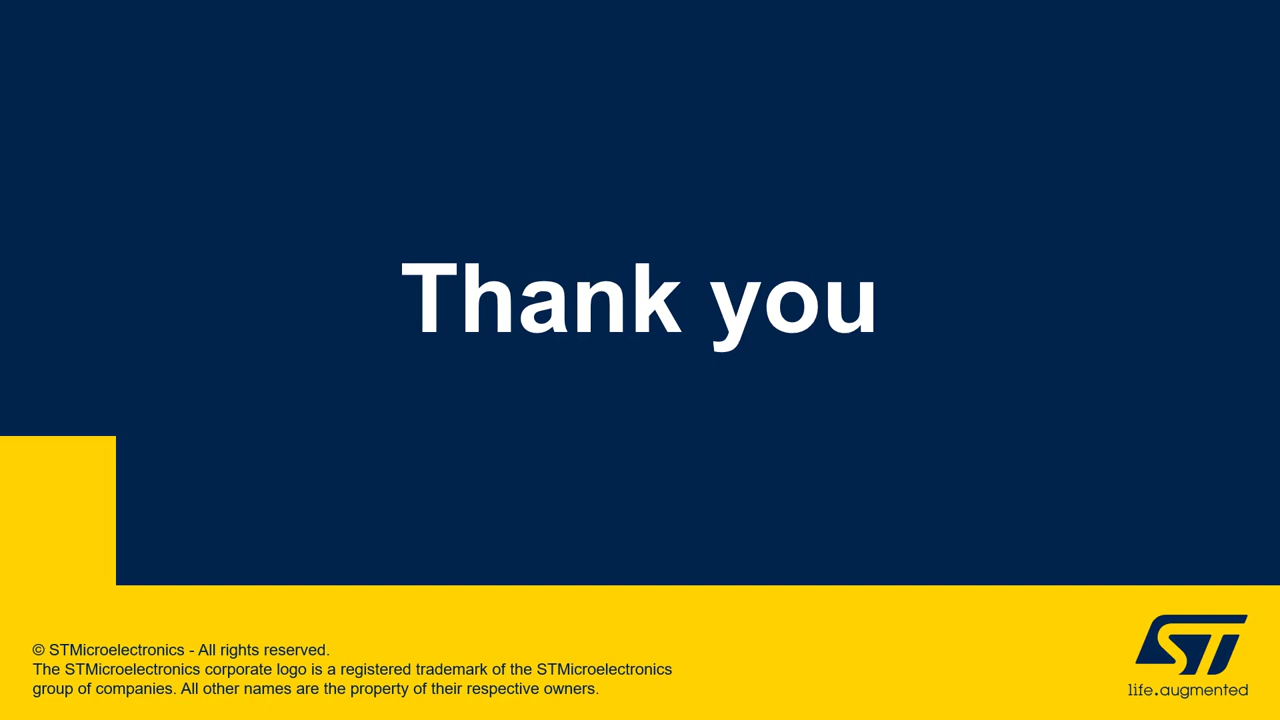 Thank you
© STMicroelectronics - All rights reserved.
The STMicroelectronics corporate logo is a registered trademark of the STMicroelectronics
group of companies. All other names are the property of their respective owners.
ST
life.augmented